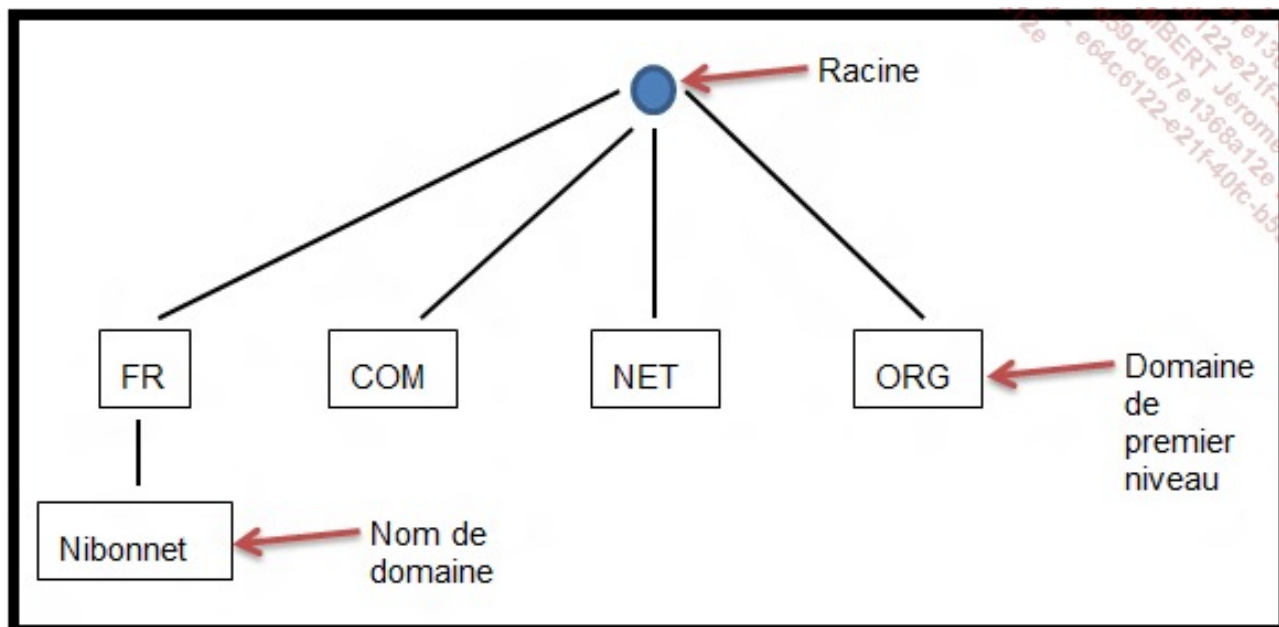 Racine
FR
COM
NET
ORG
Domaine
de
premier
niveau
Nibonnet
Nom de
domaine